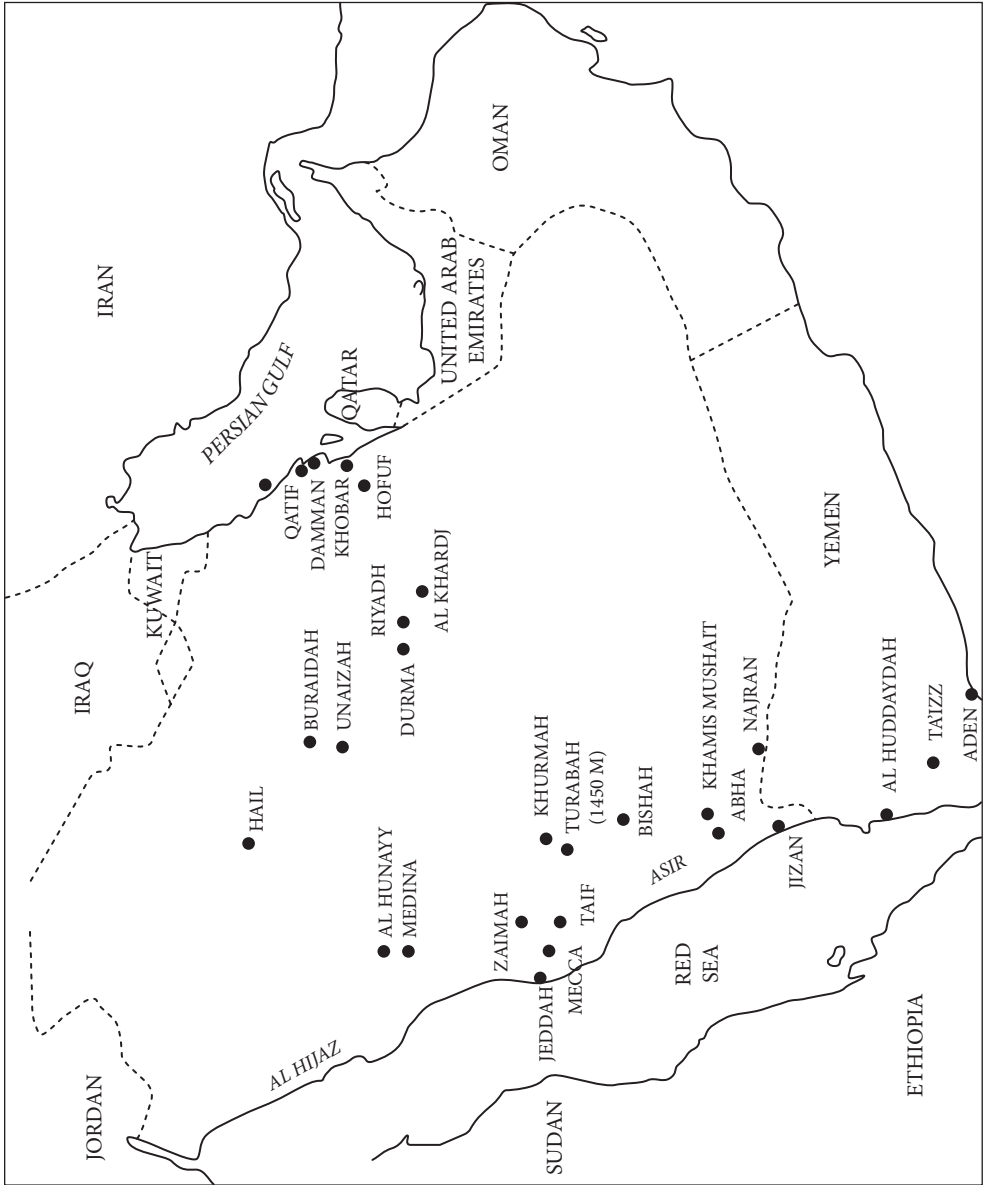 IRAN
OMAN
PERSIAN GULF
UNITED ARAB
EMIRATES
QATAR
IRAQ
KUWAIT
QATIF
DAMMAN
KHOBAR
HOFUF
RIYADH
AL KHARDJ
DURMA
BURAIDAH
UNAIZAH
HAIL
JORDAN
AL HUNAYY
MEDINA
AL HIJAZ
ZAIMAH
JEDDAH
MECCA
TAIF
KHURMAH
TURABAH
(1450 M)
BISHAH
ASIR
KHAMIS MUSHAIT
ABHA
NAJRAN
JIZAN
YEMEN
AL HUDDAYDAH
TA'IZZ
ADEN
RED
SEA
SUDAN
ETHIOPIA